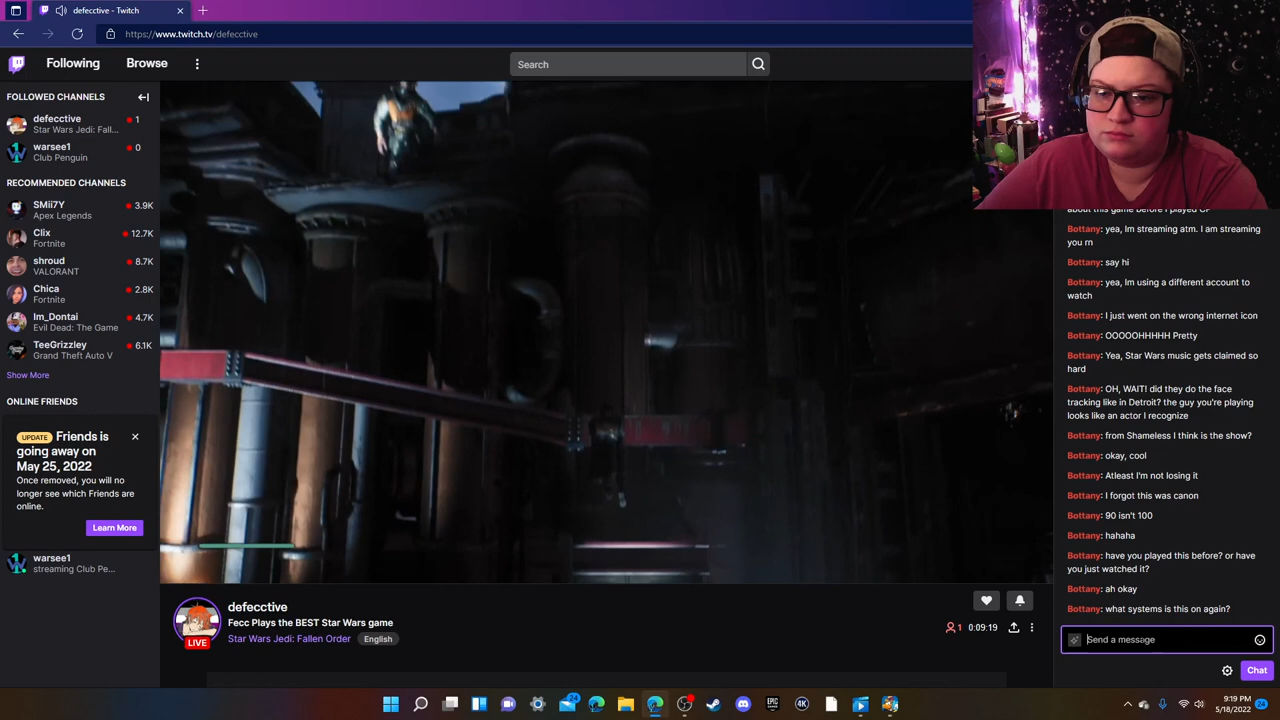 defecctive - Twitch
https://www.twitch.tv/defecctive
Following
Browse
Search
FOLLOWED CHANNELS
defecctive
1
Star Wars Jedi: Fall...
warsee1
0
Club Penguin
RECOMMENDED CHANNELS
SMii7Y
3.9K
Apex Legends
Clix
12.7K
Fortnite
shroud
8.7K
VALORANT
Chica
2.8K
Fortnite
Im_Dontai
4.7K
Evil Dead: The Game
TeeGrizzley
6.1K
Grand Theft Auto V
Show More
ONLINE FRIENDS
UPDATE Friends is
going away on
May 25, 2022
Once removed, you will no
longer see which Friends are
online.
Learn More
warsee1
streaming Club Pe...
LIVE
defecctive
Fecc Plays the BEST Star Wars game
Star Wars Jedi: Fallen Order English
1 0:09:19
about this game before I played CP
Bottany: yea, Im streaming atm. I am streaming
you rn
Bottany: say hi
Bottany: yea, Im using a different account to
watch
Bottany: I just went on the wrong internet icon
Bottany: OOOOOHHHHH Pretty
Bottany: Yea, Star Wars music gets claimed so
hard
Bottany: OH, WAIT! did they do the face
tracking like in Detroit? the guy you're playing
looks like an actor I recognize
Bottany: from Shameless I think is the show?
Bottany: okay, cool
Bottany: Atleast I'm not losing it
Bottany: I forgot this was canon
Bottany: 90 isn't 100
Bottany: hahaha
Bottany: have you played this before? or have
you just watched it?
Bottany: ah okay
Bottany: what systems is this on again?
Send a message
Chat
24
EPIC
GAMES
4K
9:19 PM
5/18/2022
24